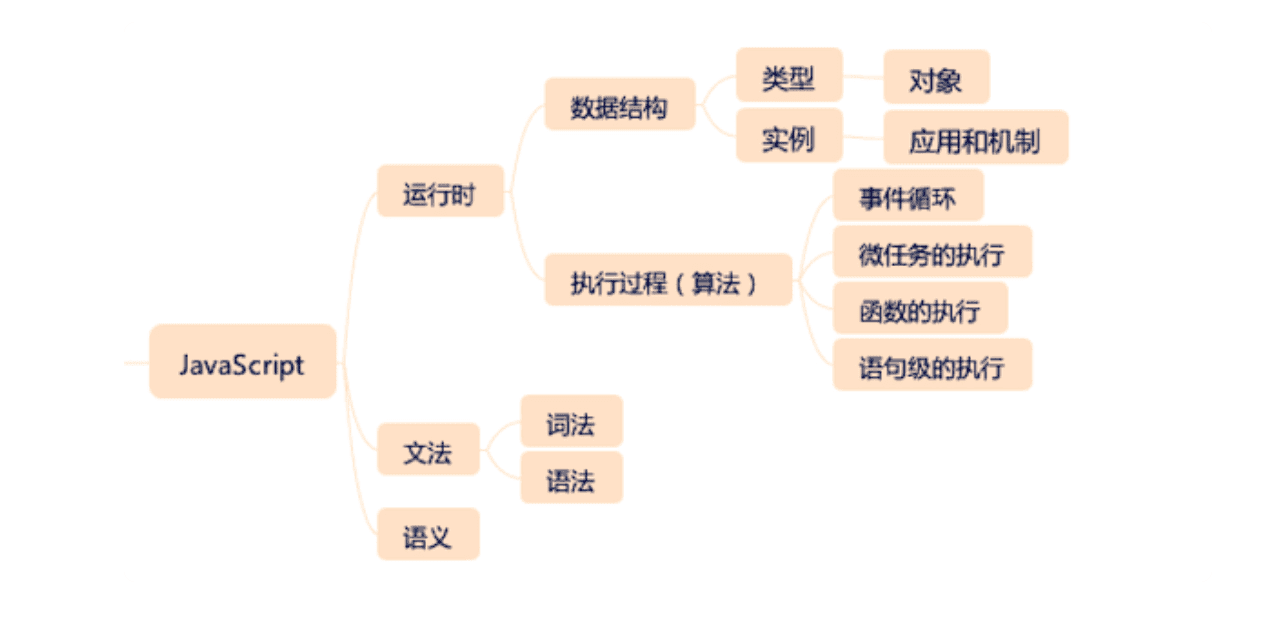 JavaScript
运行时
数据结构
类型
对象
实例
应用和机制
执行过程（算法）
事件循环
微任务的执行
函数的执行
语句级的执行
文法
词法
语法
语义